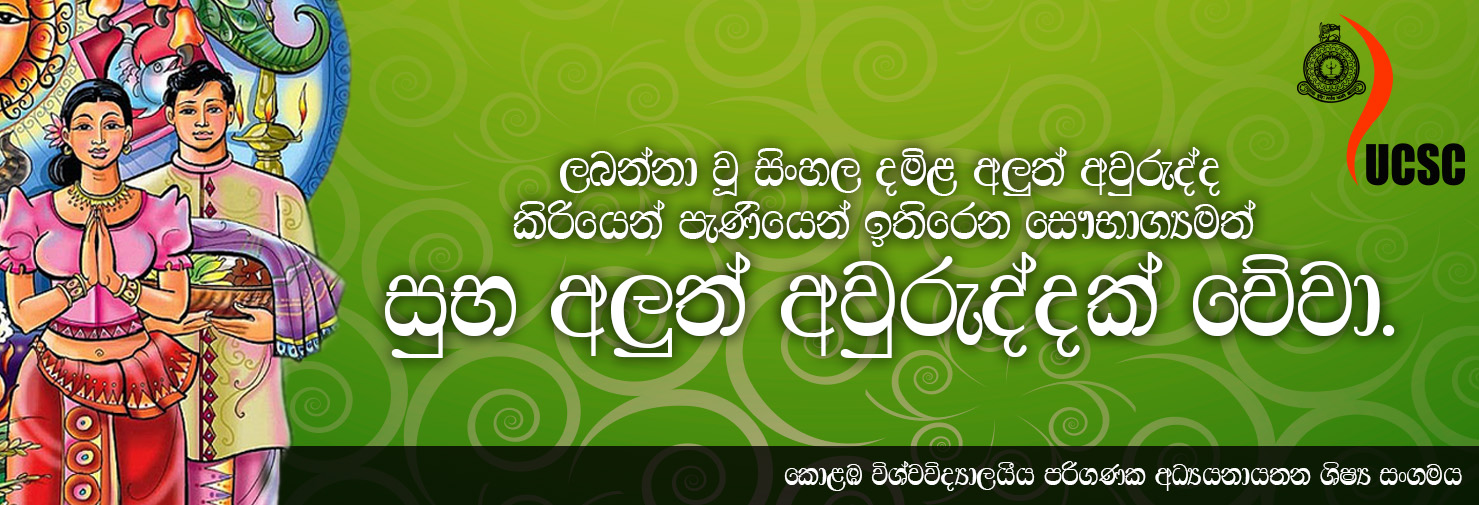 UCSC
ලබන්නා වූ සිංහල දමිළ අලුත් අවුරුද්ද
කිරියෙන් පැණියෙන් ඉතිරෙන සෞභාග්‍යමත්
සුභ අලුත් අවුරුද්දක් වේවා.
කොළඹ විශ්වවිද්‍යාලයීය පරිගණක අධ්‍යයනායතන ශිෂ්‍ය සංගමය